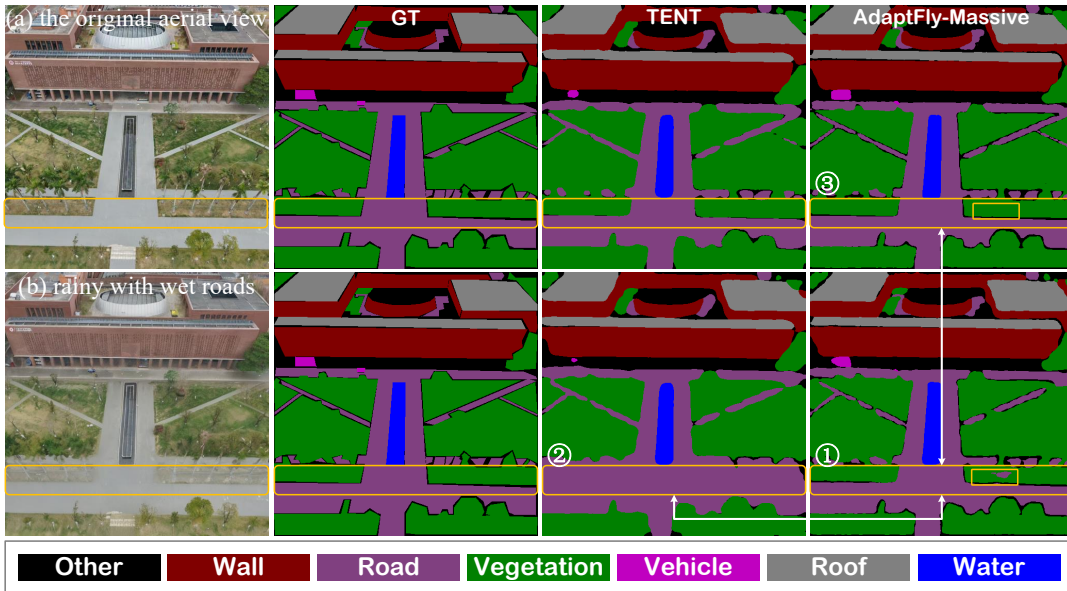 (a) the original aerial view
GT
TENT
AdaptFly-Massive
③
(b) rainy with wet roads
②
①
Other
Wall
Road
Vegetation
Vehicle
Roof
Water